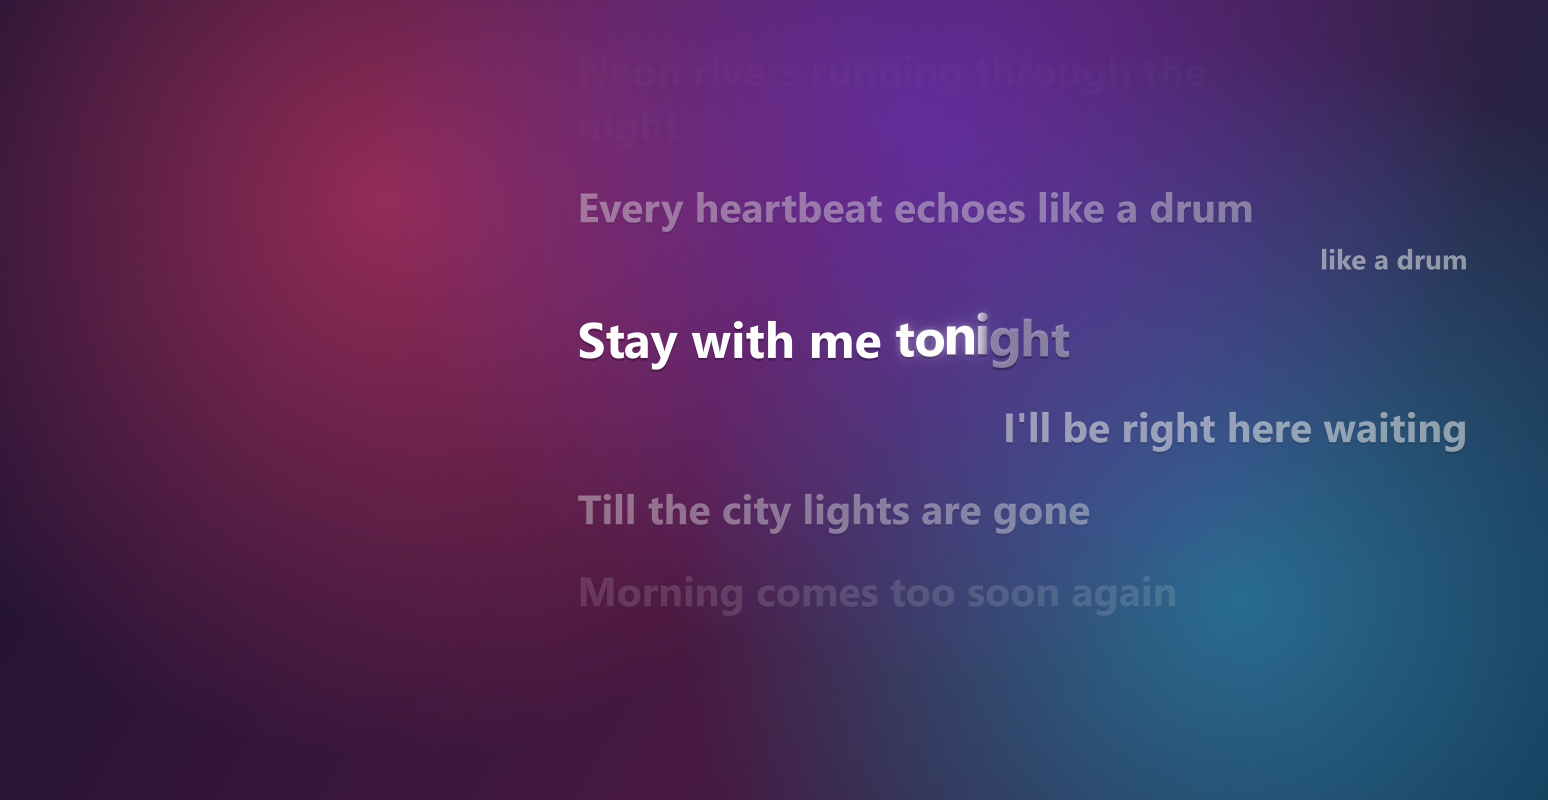 Neon rivers running through the
night
Every heartbeat echoes like a drum
like a drum
Stay with me tonight
I'll be right here waiting
Till the city lights are gone
Morning comes too soon again